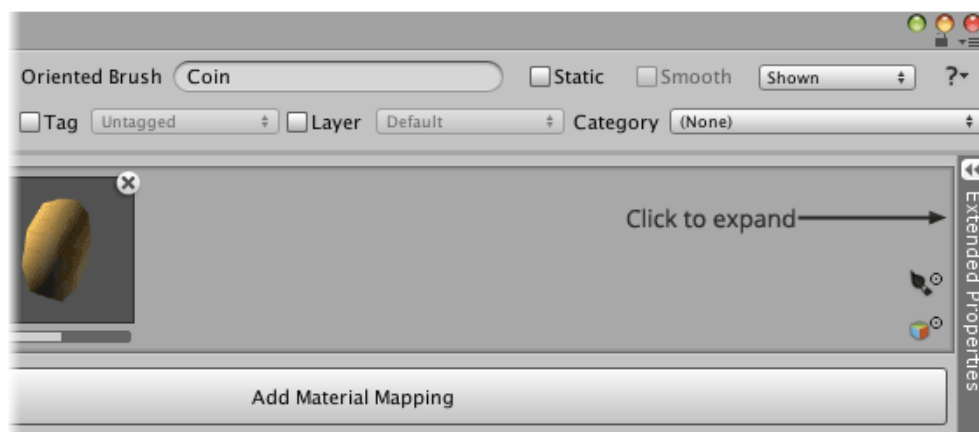 Oriented Brush Coin Static Smooth Shown ?
Tag Untagged Layer Default Category (None)
Click to expand
Extended Properties
Add Material Mapping